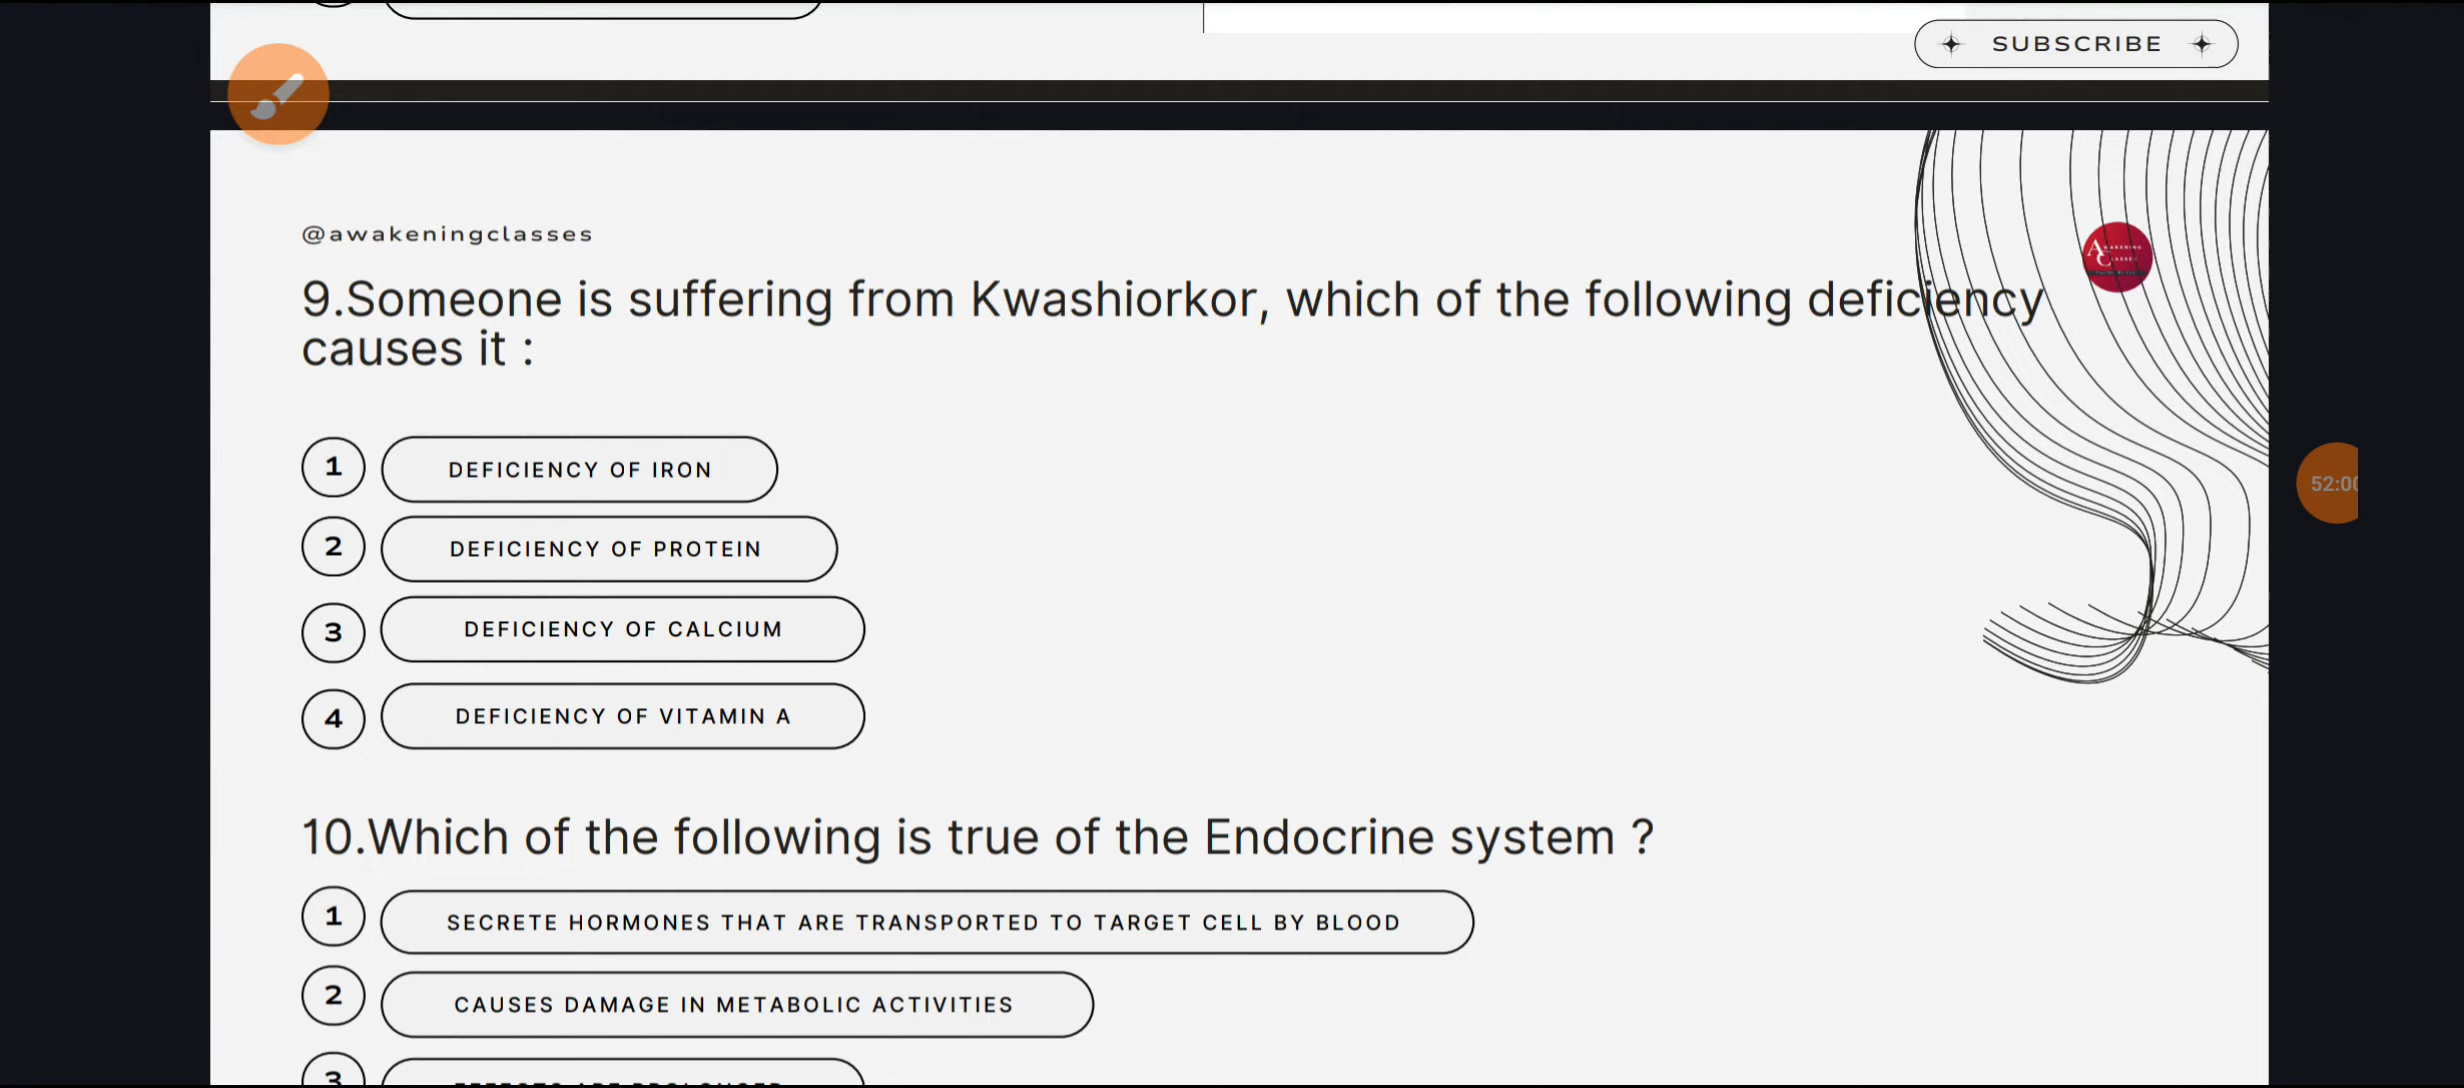 SUBSCRIBE
@awakeningclasses
9.Someone is suffering from Kwashiorkor, which of the following deficiency
causes it :
1 DEFICIENCY OF IRON
2 DEFICIENCY OF PROTEIN
3 DEFICIENCY OF CALCIUM
4 DEFICIENCY OF VITAMIN A
52:00
10.Which of the following is true of the Endocrine system ?
1 SECRETE HORMONES THAT ARE TRANSPORTED TO TARGET CELL BY BLOOD
2 CAUSES DAMAGE IN METABOLIC ACTIVITIES
3